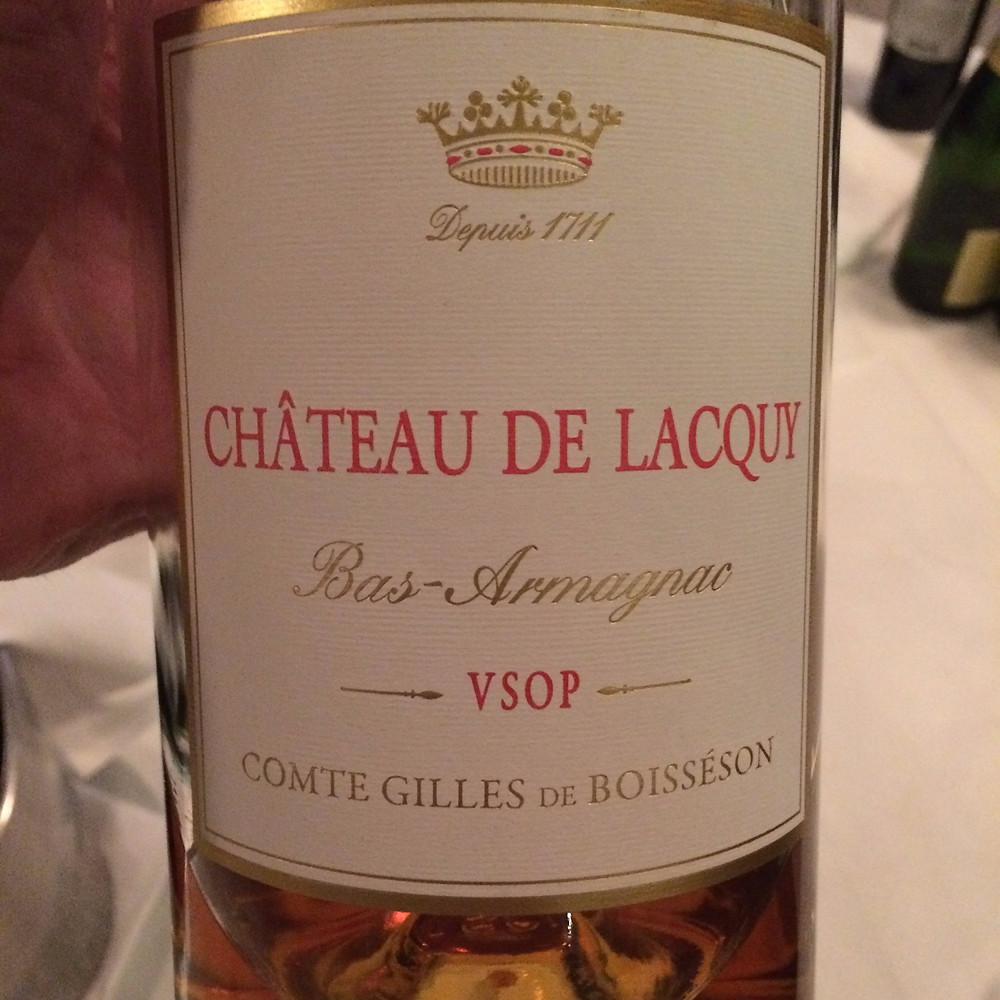 Depuis 1711
CHÂTEAU DE LACQUY
Bas-Armagnac
VSOP
COMTE GILLES DE BOISSÉSON